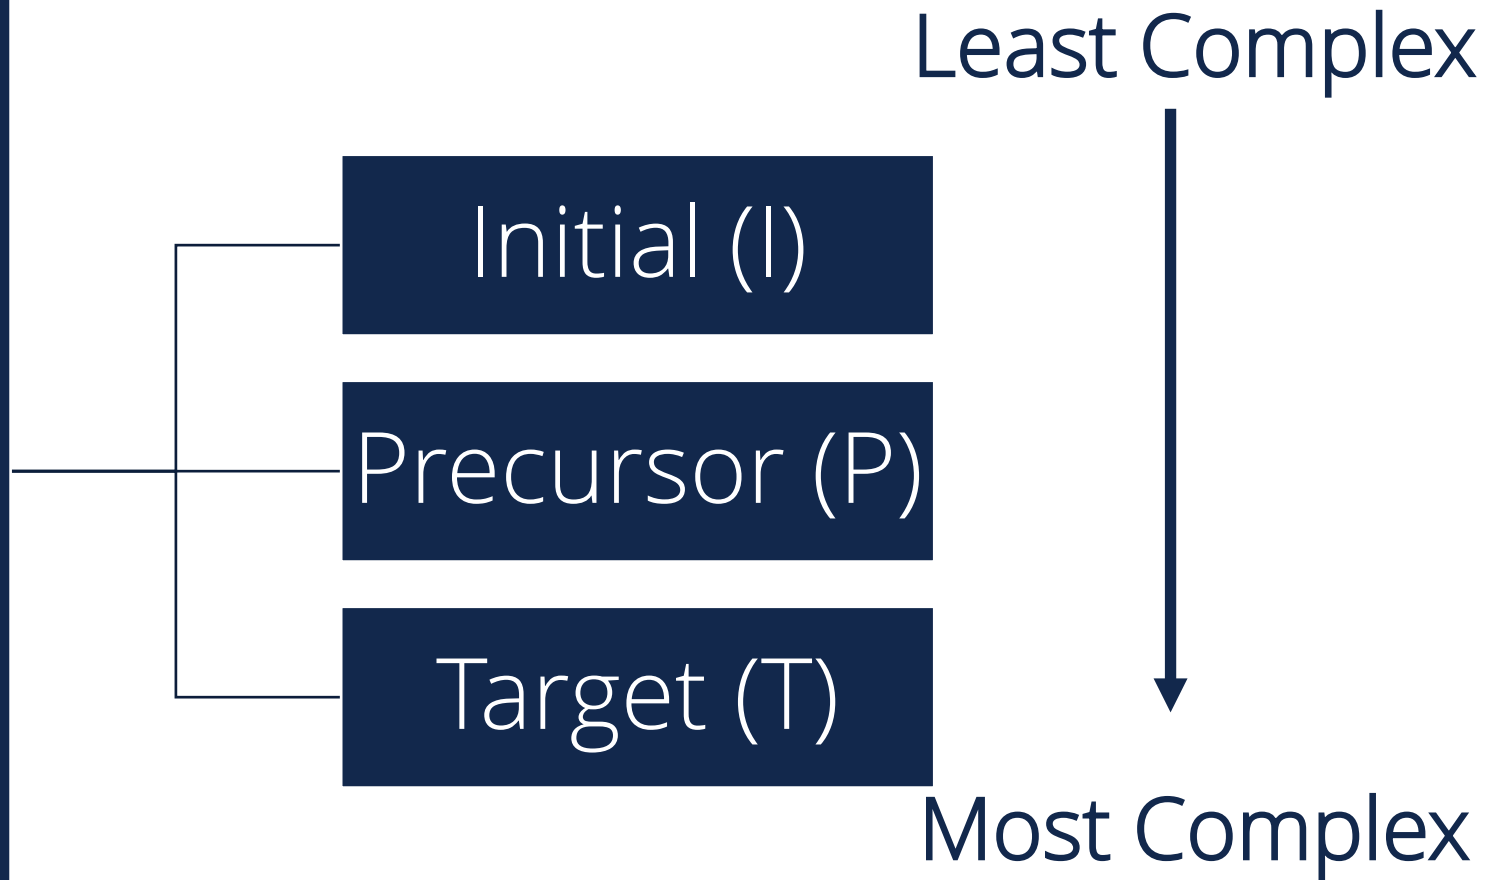 Least Complex
Initial (I)
Precursor (P)
Target (T)
Most Complex